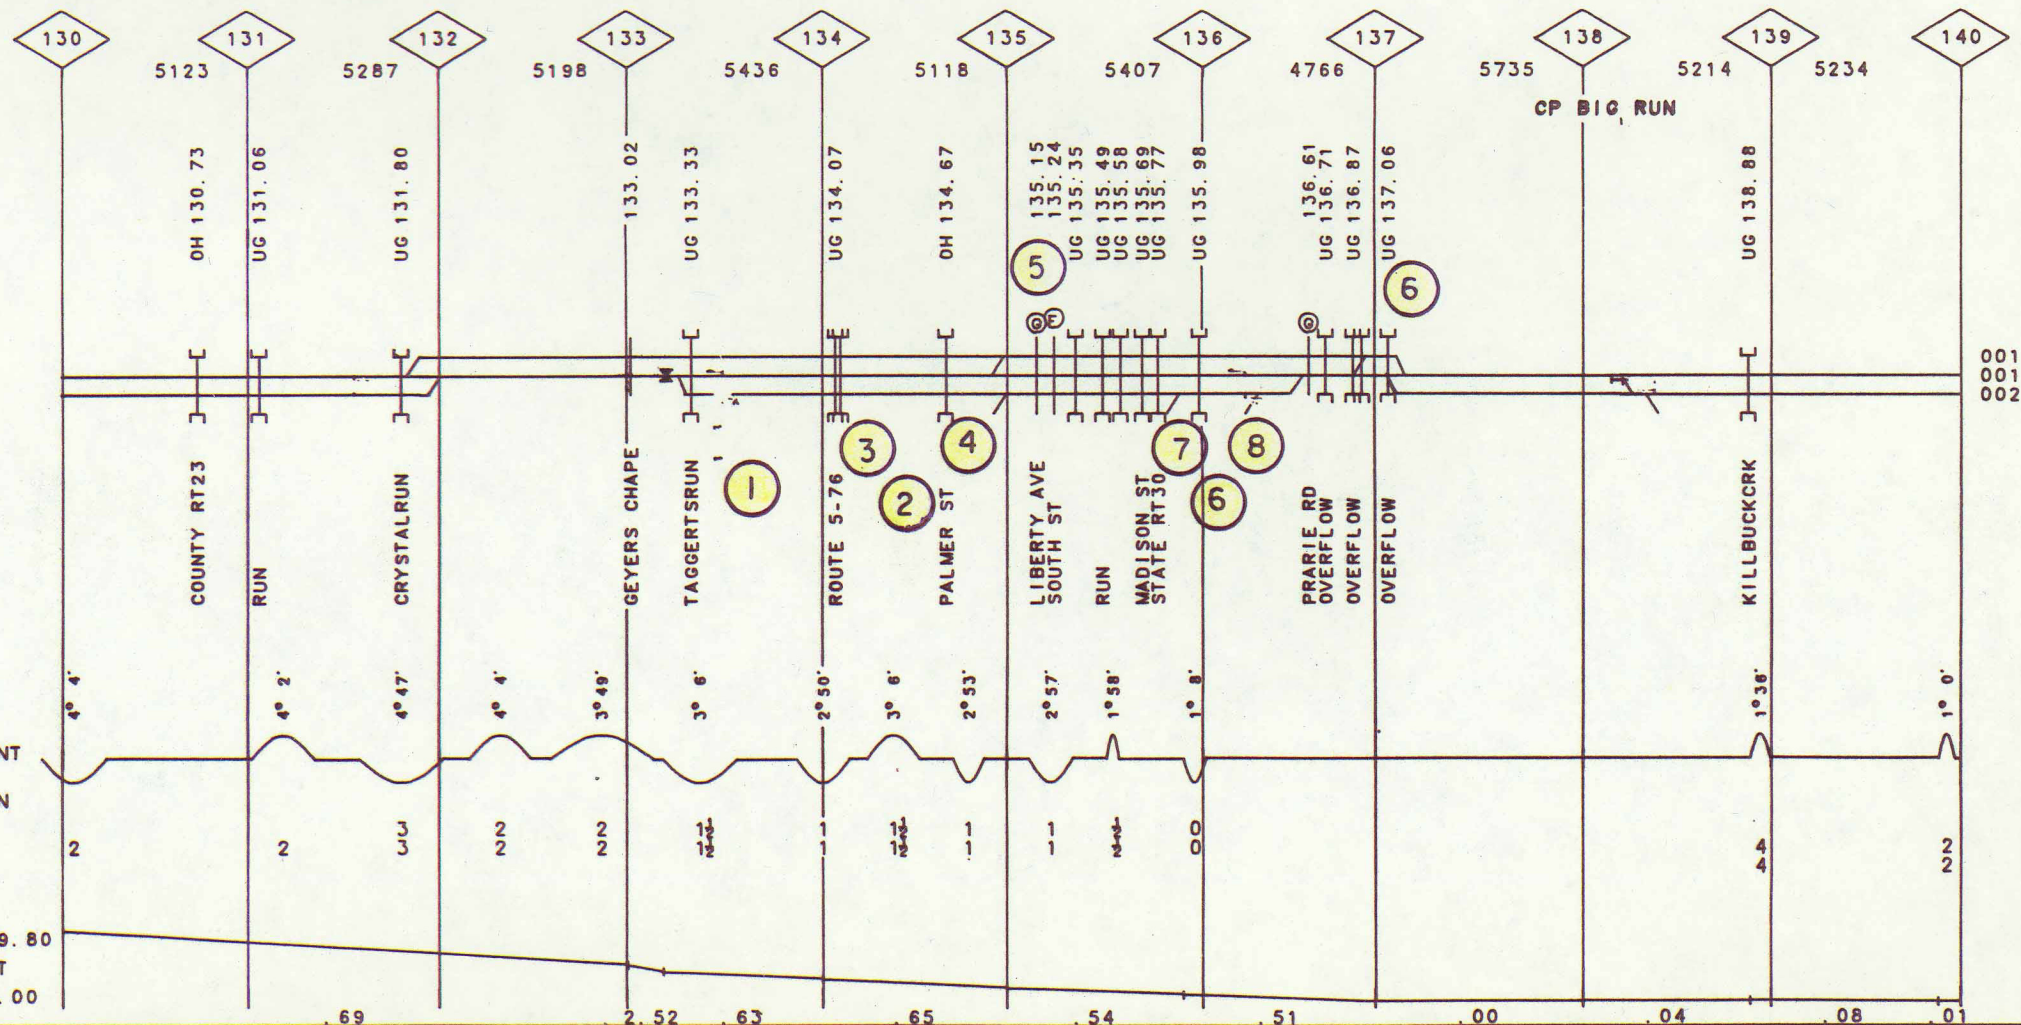 130 131 132 133 134 135 136 137 138 139 140
5123 5287 5198 5436 5118 5407 4766 5735 5214 5234
CP BIG RUN
OH 130.73
UG 131.06
UG 131.80
133.02
UG 133.33
UG 134.07
OH 134.67
135.15
135.24
UG 135.35
UG 135.49
UG 135.58
UG 135.69
UG 135.77
UG 135.98
136.61
UG 136.71
UG 136.87
UG 137.06
UG 138.88
5
6
G F G
001
001
002
1
3
2
4
7
6
8
COUNTY RT23
RUN
CRYSTALRUN
GEYERS CHAPE
TAGGERTSRUN
ROUTE 5-76
PALMER ST
LIBERTY AVE
SOUTH ST
RUN
MADISON ST
STATE RT30
PRARIE RD
OVERFLOW
OVERFLOW
OVERFLOW
KILLBUCKCRK
4° 4'
4° 2'
4°47'
4° 4'
3°49'
3° 6'
2°50'
3° 6'
2°53'
2°57'
1°58'
1° 8'
1°36'
1° 0'
NT
N
3 2 2 1 1 1 0
2 2 3 2 2 1 1 1 0 4 2
4 2
9.80
T
.00
.69 2.52 .63 .65 .54 .51 .00 .04 .08 .01